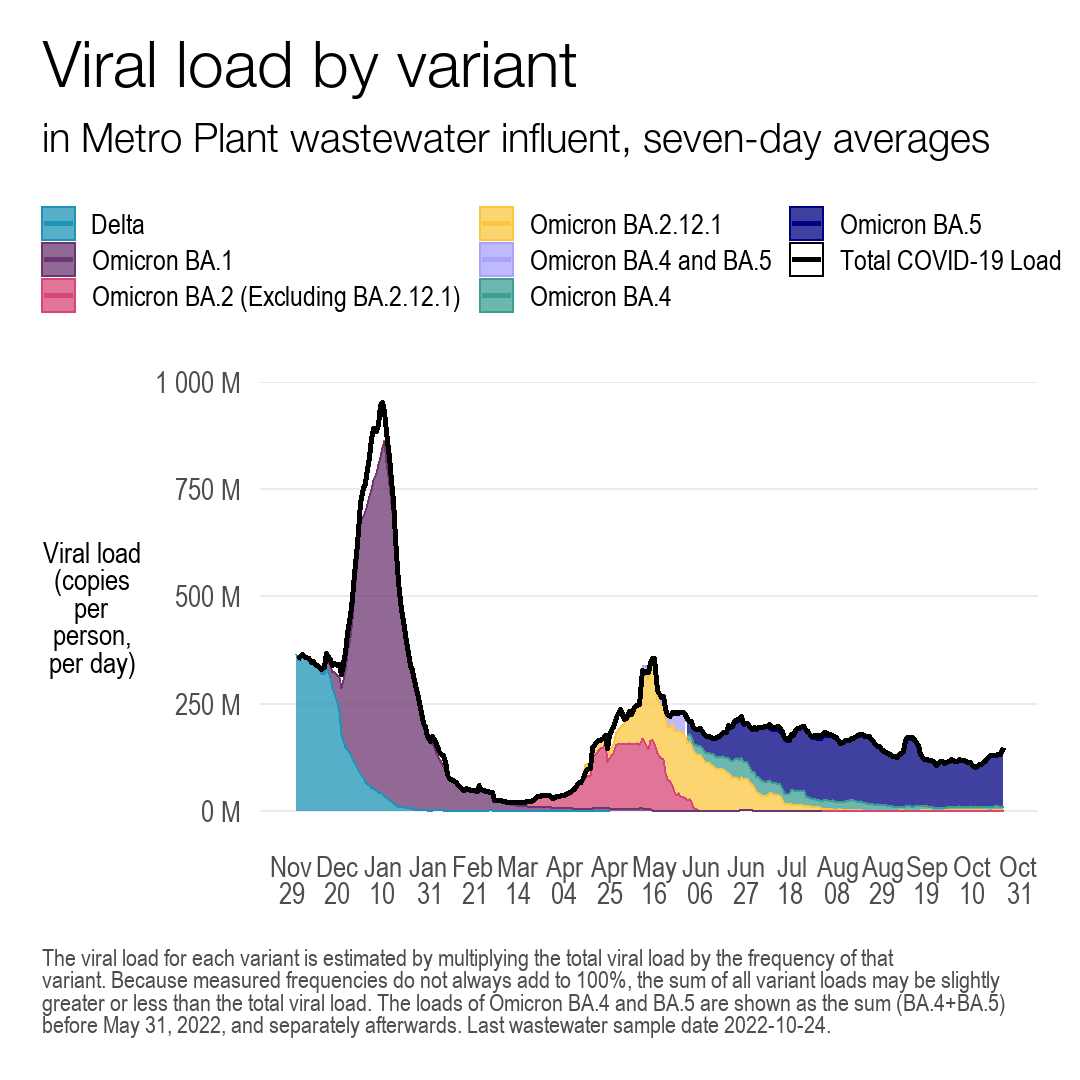 Viral load by variant
in Metro Plant wastewater influent, seven-day averages
Delta
Omicron BA.1
Omicron BA.2 (Excluding BA.2.12.1)
Omicron BA.2.12.1
Omicron BA.4 and BA.5
Omicron BA.4
Omicron BA.5
Total COVID-19 Load
1 000 M
750 M
500 M
250 M
0 M
Viral load
(copies
per
person,
per day)
Nov Dec Jan Jan Feb Mar Apr Apr May Jun Jun Jul Aug Aug Sep Oct Oct
29 20 10 31 21 14 04 25 16 06 27 18 08 29 19 10 31
The viral load for each variant is estimated by multiplying the total viral load by the frequency of that
variant. Because measured frequencies do not always add to 100%, the sum of all variant loads may be slightly
greater or less than the total viral load. The loads of Omicron BA.4 and BA.5 are shown as the sum (BA.4+BA.5)
before May 31, 2022, and separately afterwards. Last wastewater sample date 2022-10-24.